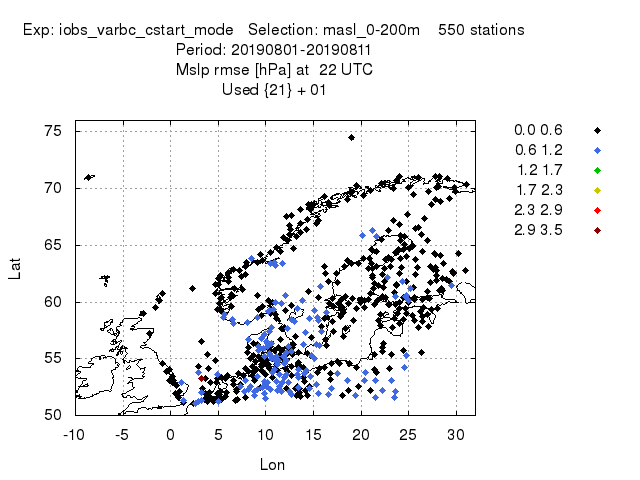 Exp: iobs_varbc_cstart_mode   Selection: masl_0-200m    550 stations
Period: 20190801-20190811
Mslp rmse [hPa] at  22 UTC
Used {21} + 01
0.0 0.6
0.6 1.2
1.2 1.7
1.7 2.3
2.3 2.9
2.9 3.5
75
70
65
60
55
50
Lat
-10 -5 0 5 10 15 20 25 30
Lon